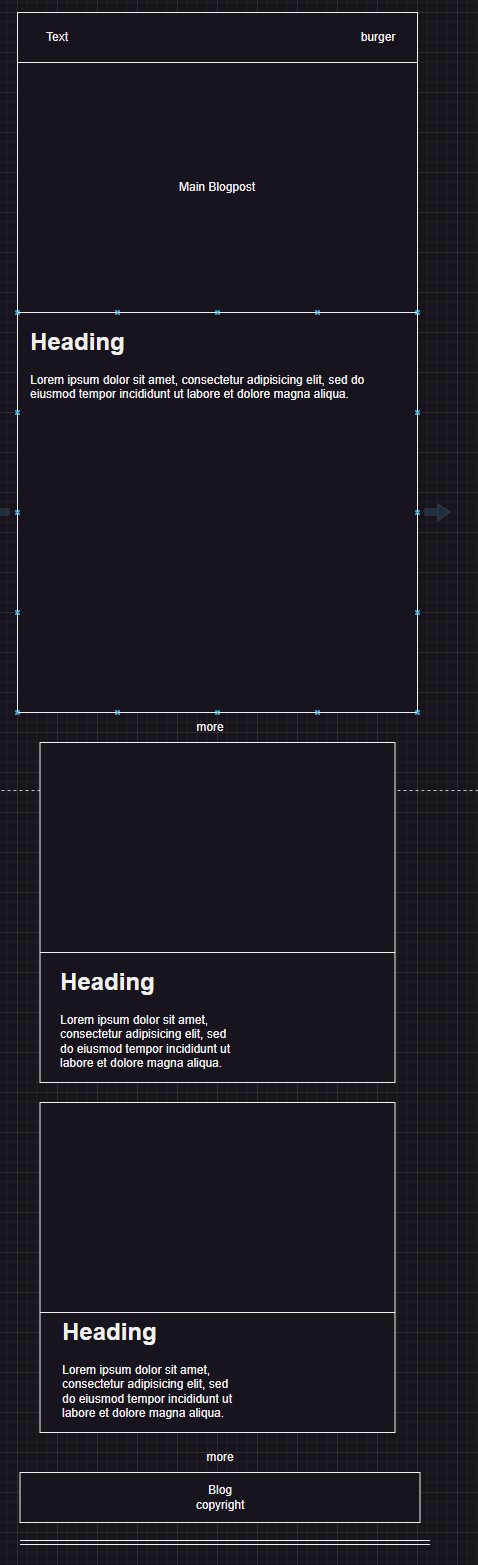 Text burger
Main Blogpost
Heading
Lorem ipsum dolor sit amet, consectetur adipisicing elit, sed do
eiusmod tempor incididunt ut labore et dolore magna aliqua.
more
Heading
Lorem ipsum dolor sit amet,
consectetur adipisicing elit, sed
do eiusmod tempor incididunt ut
labore et dolore magna aliqua.
Heading
Lorem ipsum dolor sit amet,
consectetur adipisicing elit, sed
do eiusmod tempor incididunt ut
labore et dolore magna aliqua.
more
Blog
copyright